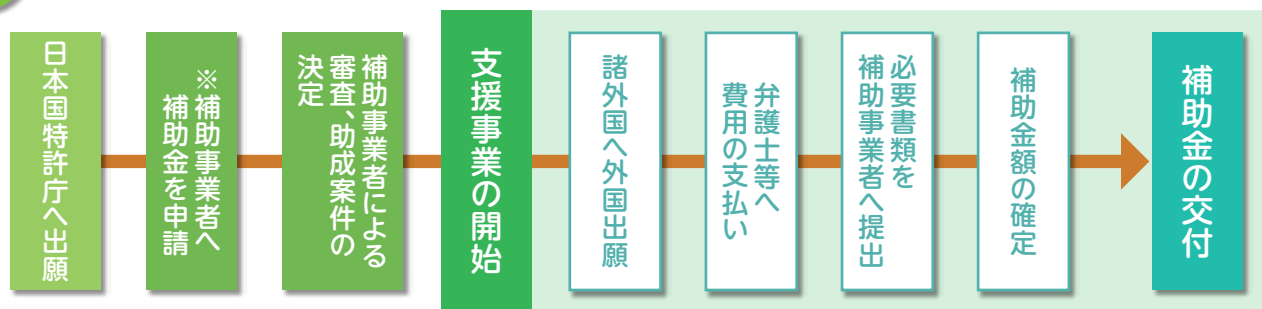 日本国特許庁へ出願
※補助事業者へ
補助金を申請
補助事業者による
審査、助成案件の
決定
支援事業の開始
諸外国へ外国出願
弁護士等へ
費用の支払い
必要書類を
補助事業者へ提出
補助金額の確定
補助金の交付